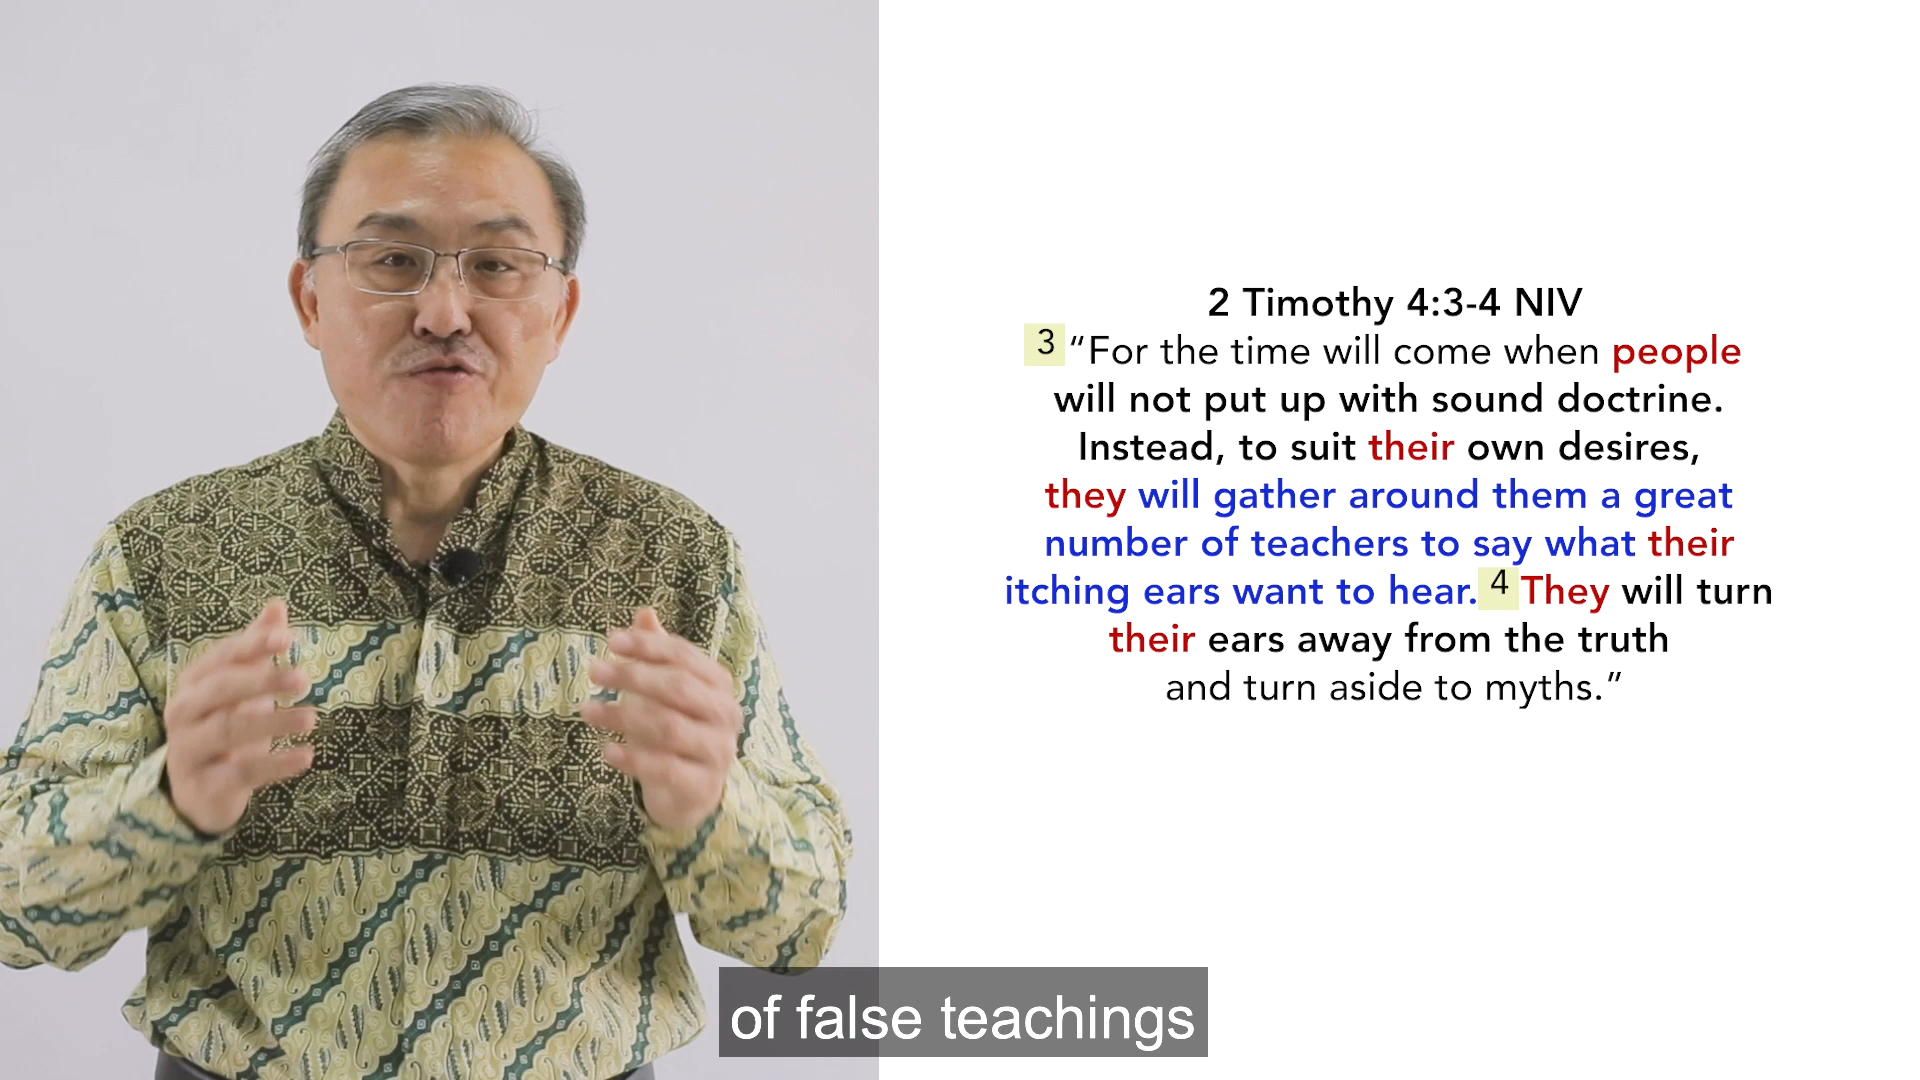 2 Timothy 4:3-4 NIV
3 “For the time will come when people
will not put up with sound doctrine.
Instead, to suit their own desires,
they will gather around them a great
number of teachers to say what their
itching ears want to hear. 4 They will turn
their ears away from the truth
and turn aside to myths.”
of false teachings